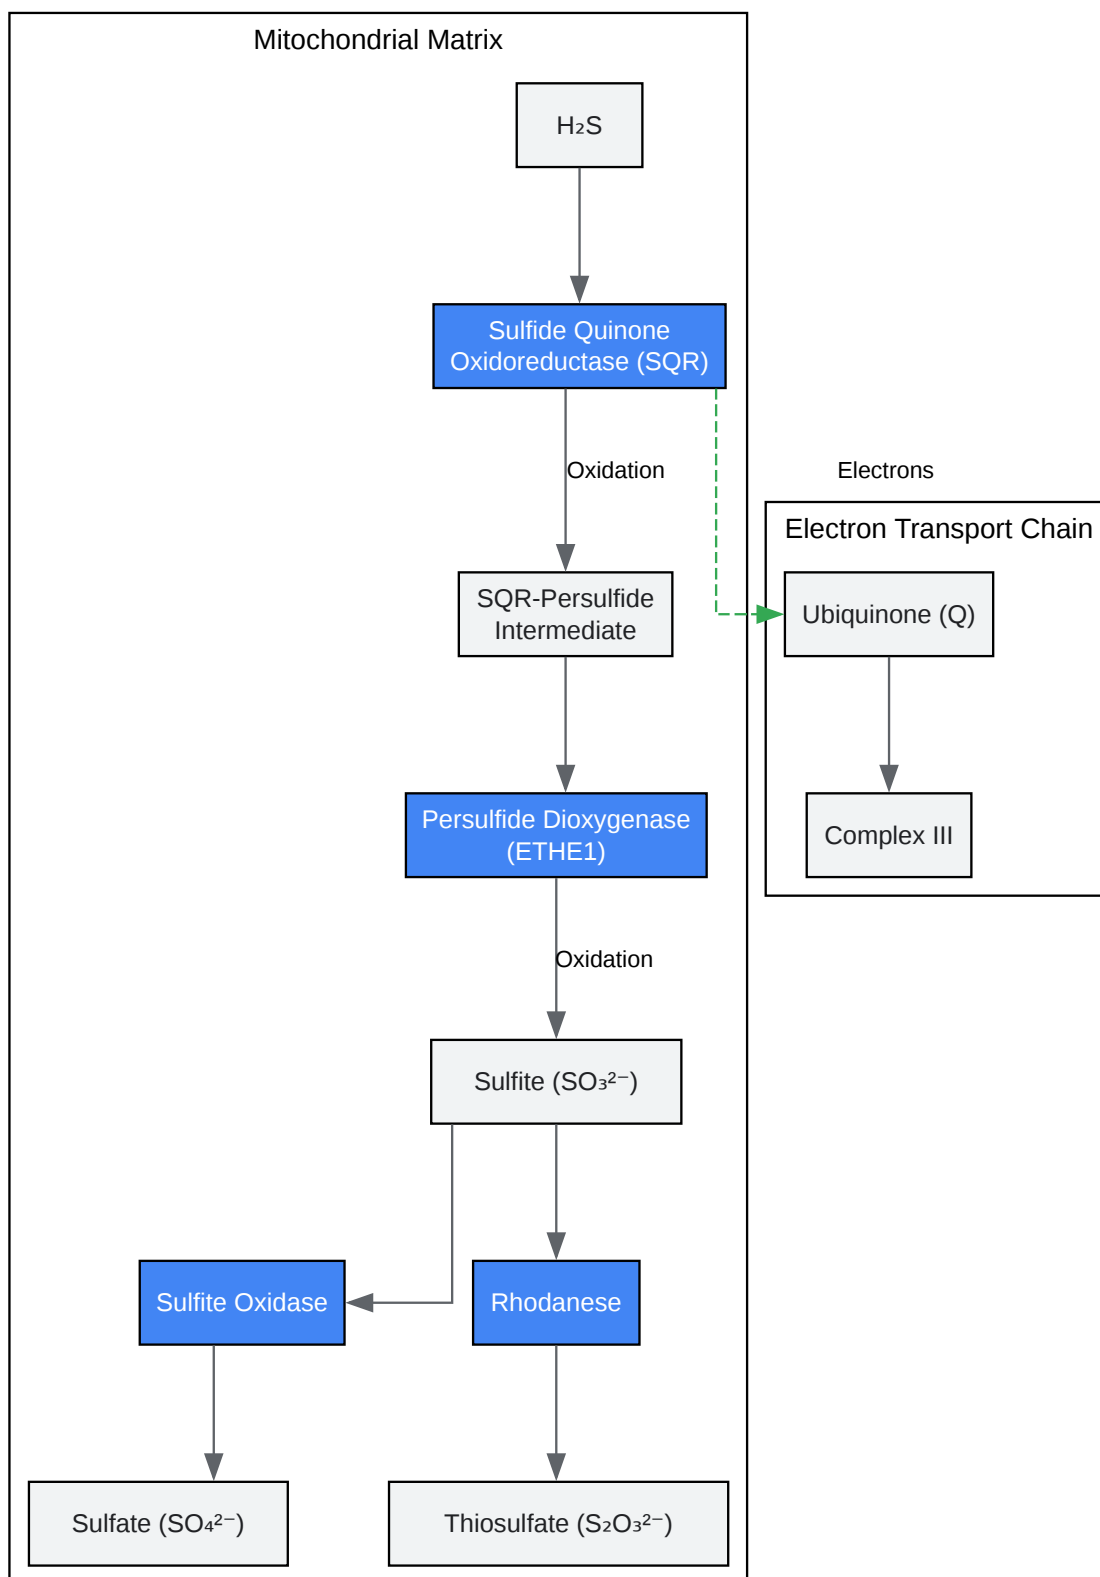 Mitochondrial Matrix
H₂S
Sulfide Quinone
Oxidoreductase (SQR)
Oxidation
Electrons
Electron Transport Chain
SQR-Persulfide
Intermediate
Ubiquinone (Q)
Persulfide Dioxygenase
(ETHE1)
Complex III
Oxidation
Sulfite (SO₃²⁻)
Sulfite Oxidase
Rhodanese
Sulfate (SO₄²⁻)
Thiosulfate (S₂O₃²⁻)